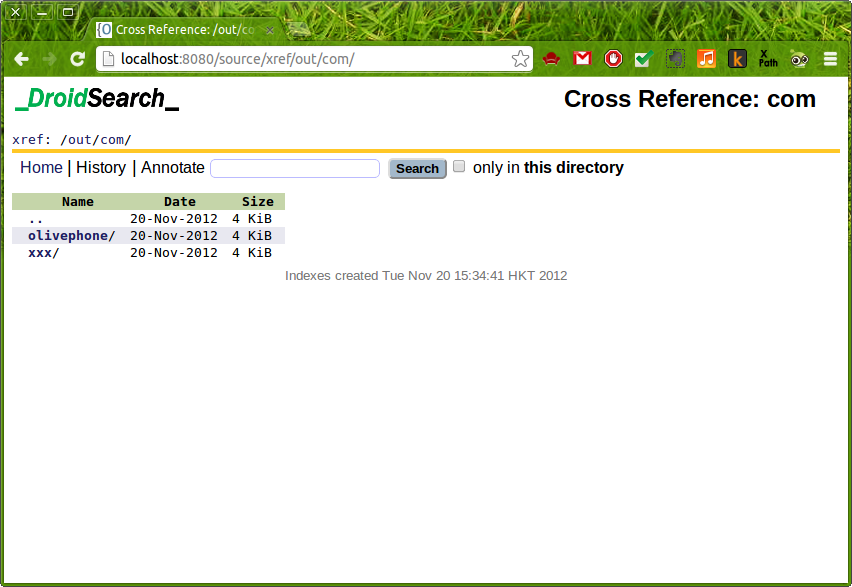 {O Cross Reference: /out/co
localhost:8080/source/xref/out/com/
k
X Path
_DroidSearch_
Cross Reference: com
xref: /out/com/
Home | History | Annotate Search only in this directory
Name Date Size
.. 20-Nov-2012 4 KiB
olivephone/ 20-Nov-2012 4 KiB
xxx/ 20-Nov-2012 4 KiB
Indexes created Tue Nov 20 15:34:41 HKT 2012